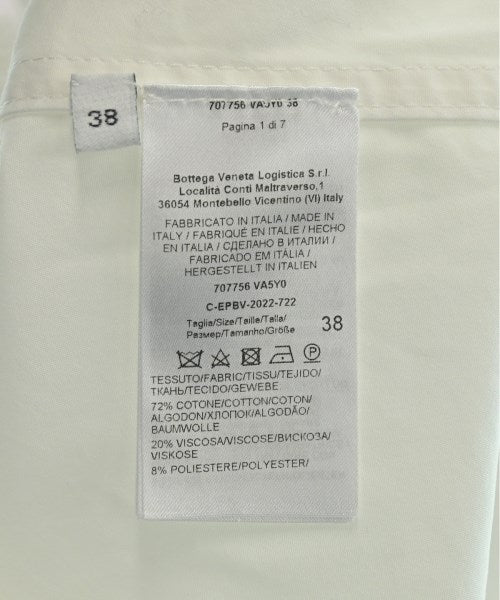 38
707756 VA5Y0 38
Pagina 1 di 7
Bottega Veneta Logistica S.r.l.
Località Conti Maltraverso,1
36054 Montebello Vicentino (VI) Italy
FABBRICATO IN ITALIA / MADE IN
ITALY / FABRIQUÉ EN ITALIE / HECHO
EN ITALIA / СДЕЛАНО В ИТАЛИИ /
FABRICADO EM ITÁLIA /
HERGESTELLT IN ITALIEN
707756 VA5Y0
C-EPBV-2022-722
Taglia/Size/Taille/Talla/
Размер/Tamanho/Größe 38
TESSUTO/FABRIC/TISSU/TEJIDO/
ТКАНЬ/TECIDO/GEWEBE
72% COTONE/COTTON/COTON/
ALGODON/ХЛОПОК/ALGODÃO/
BAUMWOLLE
20% VISCOSA/VISCOSE/ВИСКОЗА/
VISKOSE
8% POLIESTERE/POLYESTER/